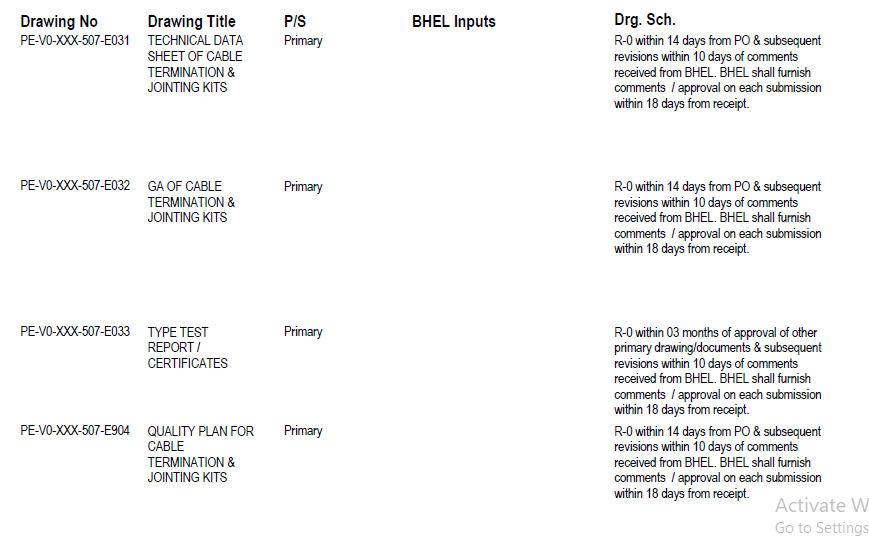 Drawing No Drawing Title P/S BHEL Inputs Drg. Sch.
PE-V0-XXX-507-E031 TECHNICAL DATA Primary R-0 within 14 days from PO & subsequent
SHEET OF CABLE revisions within 10 days of comments
TERMINATION & received from BHEL. BHEL shall furnish
JOINTING KITS comments / approval on each submission
within 18 days from receipt.
PE-V0-XXX-507-E032 GA OF CABLE Primary R-0 within 14 days from PO & subsequent
TERMINATION & revisions within 10 days of comments
JOINTING KITS received from BHEL. BHEL shall furnish
comments / approval on each submission
within 18 days from receipt.
PE-V0-XXX-507-E033 TYPE TEST Primary R-0 within 03 months of approval of other
REPORT / primary drawing/documents & subsequent
CERTIFICATES revisions within 10 days of comments
received from BHEL. BHEL shall furnish
comments / approval on each submission
within 18 days from receipt.
PE-V0-XXX-507-E904 QUALITY PLAN FOR Primary R-0 within 14 days from PO & subsequent
CABLE revisions within 10 days of comments
TERMINATION & received from BHEL. BHEL shall furnish
JOINTING KITS comments / approval on each submission
within 18 days from receipt.
Activate W
Go to Settings